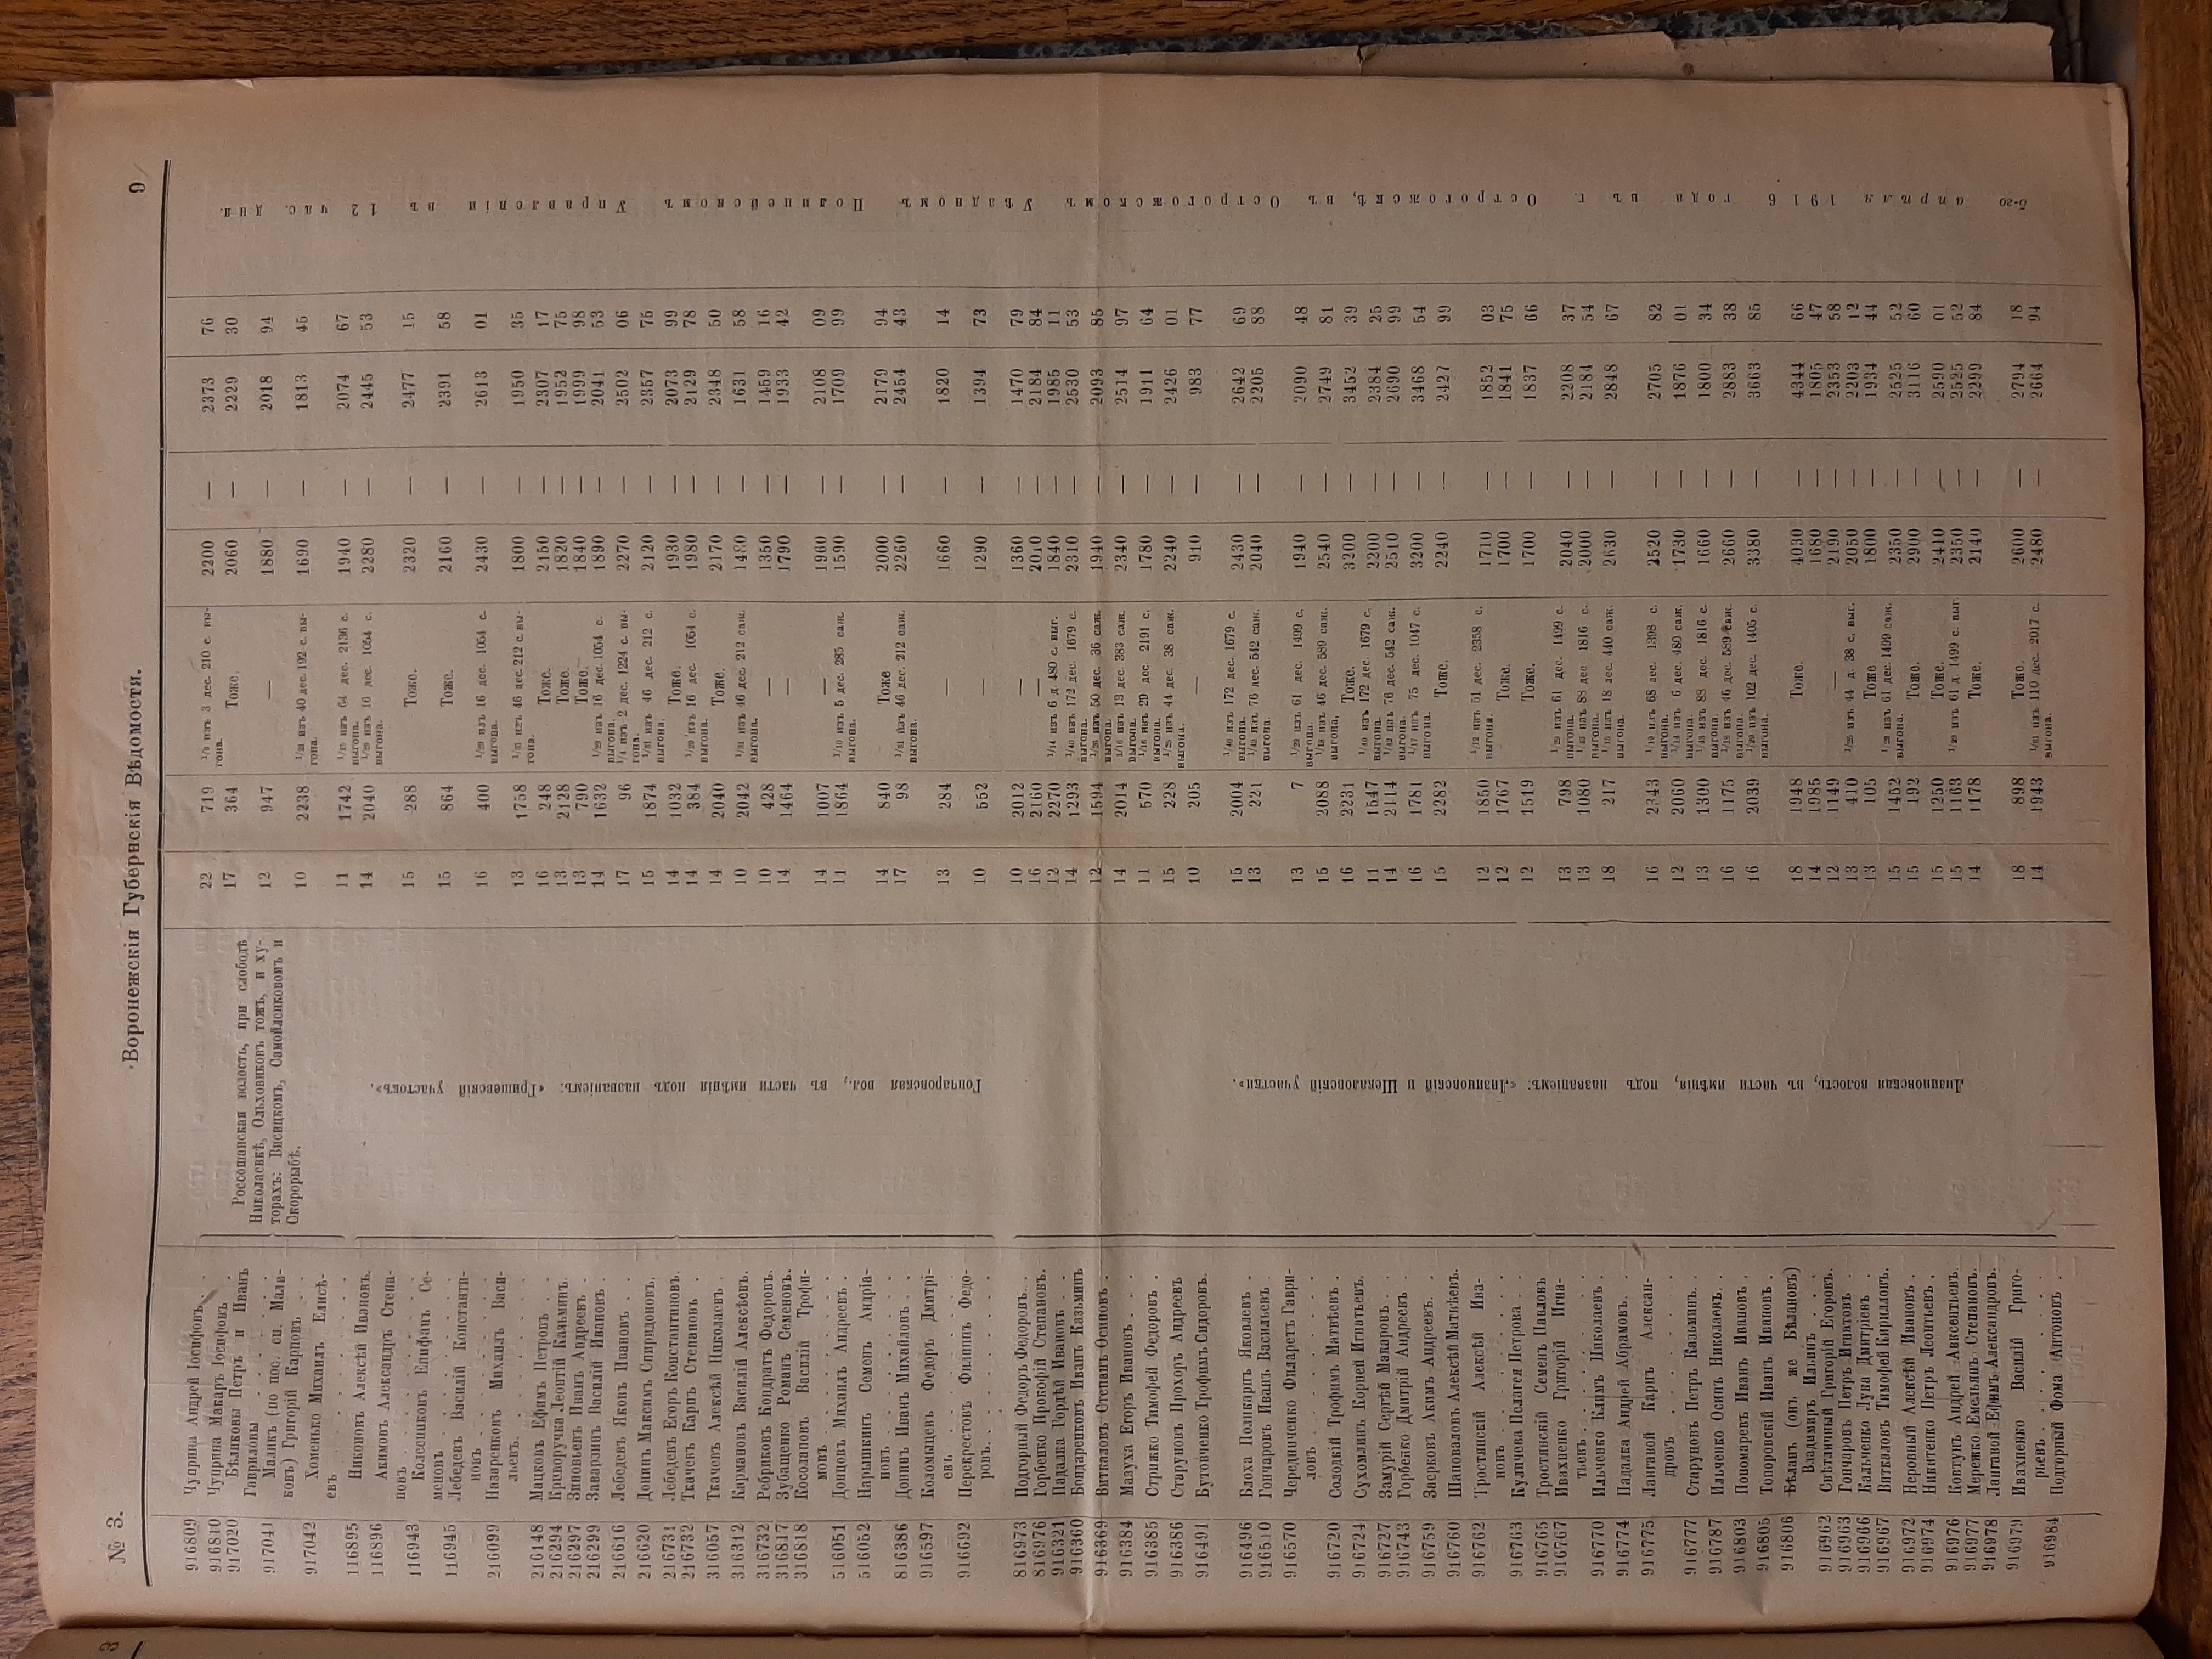 № 3.
Воронежскія Губернскія Вѣдомости.
9
916809 Чуприна Андрей Іосифовъ. . 22 719 1/9 изъ 3 дес. 210 с. вы- 2200 — 2373 76
гона.
916810 Чуприна Макаръ Іосифовъ . 17 364 Тоже. 2060 — 2229 30
917020 Бѣликовы Петръ и Иванъ
Гавриловы . . . . . . 12 947 — 1880 — 2018 94
917041 Маликъ (по пос. сп. Мали-
ковъ) Григорій Карповъ . . 10 2238 1/31 изъ 40 дес. 192 с. вы- 1690 — 1813 45
гона.
917042 Хоменько Михаилъ Елисѣ-
евъ . . . . . . . . . 11 1742 1/15 изъ 64 дес. 2136 с. 1940 — 2074 67
выгона.
Россошанская волость, при слободѣ
Николаевкѣ, Ольховиковъ тожъ, и ху-
торахъ: Висицкомъ, Самойленковои и
Скорорыбѣ.
116895 Никоновъ Алексѣй Ивановъ. 14 2040 1/29 изъ 16 дес. 1054 с. 2280 — 2445 53
выгона.
116896 Акимовъ Александръ Степа-
новъ . . . . . . . . 15 288 Тоже. 2320 — 2477 15
116943 Колесниковъ Епифанъ Се-
меновъ . . . . . . . . 15 864 Тоже. 2160 — 2391 58
116945 Лебедевъ Василій Константи-
новъ . . . . . . . . 16 400 1/29 изъ 16 дес. 1054 с. 2430 — 2613 01
выгона.
216099 Назаренковъ Михаилъ Васи-
льевъ. . . . . . . . 13 1758 1/31 изъ 46 дес. 212 с. вы- 1800 — 1950 35
гона.
216148 Мацковъ Ефимъ Петровъ . . 16 248 Тоже. 2150 — 2307 17
216294 Криворучка Леонтій Казьминъ. 13 2128 Тоже. 1820 — 1952 75
216297 Зиновьевъ Иванъ Андреевъ . 13 790 Тоже. 1840 — 1999 98
216299 Заварзинъ Василій Ивановъ . 14 1632 1/29 изъ 16 дес. 1054 с. 1890 — 2041 53
выгона.
216616 Лебедевъ Яковъ Ивановъ . . 17 96 1/4 изъ 2 дес. 1224 с. вы- 2270 — 2502 06
гона.
216620 Донинъ Максимъ Спиридоновъ. 15 1874 1/31 изъ 46 дес. 212 с. 2120 — 2357 75
выгона.
216731 Лебедевъ Егоръ Константиновъ. 14 1032 Тоже. 1930 — 2073 99
216732 Ткачевъ Карпъ Степановъ . 14 384 1/29 изъ 16 дес. 1054 с. 1980 — 2129 78
выгона.
316057 Ткачевъ Алексѣй Николаевъ . 14 2040 Тоже. 2170 — 2348 50
316312 Кармановъ Василій Алексѣевъ. 10 2042 1/31 изъ 46 дес. 212 саж. 1480 — 1631 58
выгона.
316732 Ребриковъ Кондратъ Федоровъ. 10 428 — 1350 — 1459 16
316817 Зубащенко Романъ Семеновъ. 14 1464 — 1790 — 1933 42
316818 Косолаповъ Василій Трофи-
мовъ . . . . . . . . 14 1007 — 1960 — 2108 09
516051 Донцовъ Михаилъ Андреевъ . 11 1864 1/10 изъ 5 дес. 285 саж. 1590 — 1709 99
выгона.
516052 Нарышкинъ Семенъ Андріа-
новъ . . . . . . . . 14 840 Тоже 2000 — 2179 94
816386 Донинъ Иванъ Михайловъ . . 17 98 1/31 изъ 46 дес. 212 саж. 2260 — 2454 43
выгона.
916597 Коломыцевъ Федоръ Дмитрі-
евъ . . . . . . . . 13 284 — 1660 — 1820 14
916692 Перекрестовъ Филиппъ Федо-
ровъ. . . . . . . . . 10 552 — 1290 — 1394 73
Гончаровская вол., въ части имѣнія подъ названіемъ: «Гришевскій участокъ».
816973 Подгорный Федоръ Федоровъ. . 10 2012 — 1360 — 1470 79
816976 Горбенко Прокофій Степановъ. 16 2160 — 2010 — 2184 84
916321 Падалка Гордѣй Ивановъ . . 12 2270 1/14 изъ 6 д. 480 с. выг. 1840 — 1985 11
916360 Бондаренковъ Иванъ Казьминъ 14 1293 1/40 изъ 172 дес. 1679 с. 2310 — 2530 53
выгона.
916369 Виткаловъ Степанъ Осиповъ . 12 1594 1/26 изъ 50 дес. 36 саж. 1940 — 2093 85
выгона.
916384 Мазуха Егоръ Ивановъ . . . 14 2014 1/16 изъ 13 дес. 383 саж. 2340 — 2514 97
выгона.
916385 Стрижко Тимофей Федоровъ . 11 570 1/16 изъ 29 дес. 2191 с. 1780 — 1911 64
выгона.
916386 Старуновъ Прохоръ Андреевъ 15 228 1/25 изъ 44 дес. 38 саж. 2240 — 2426 01
выгона.
916491 Бутовченко Трофимъ Сидоровъ. 10 205 — 910 — 983 77
916496 Блоха Поликарпъ Яковлевъ . 15 2004 1/40 изъ 172 дес. 1679 с. 2430 — 2642 69
выгона.
916510 Гончаровъ Иванъ Васильевъ . 13 221 1/42 изъ 76 дес. 542 саж. 2040 — 2205 88
выгона.
916570 Чередниченко Филаретъ Гаври-
ловъ . . . . . . . . 13 7 1/29 изъ 61 дес. 1499 с. 1940 — 2090 48
выгона.
916720 Солодкій Трофимъ Матвѣевъ . 15 2088 1/18 изъ 46 дес. 589 саж. 2540 — 2749 81
выгона,
916724 Сухомлинъ Корней Игнатьевъ. 16 2231 Тоже. 3200 — 3452 39
916727 Замурій Сергѣй Макаровъ . . 11 1547 1/40 изъ 172 дес. 1679 с. 2200 — 2384 25
выгона.
916743 Горбенко Дмитрій Андреевъ . 14 2114 1/42 изъ 76 дес. 542 саж. 2510 — 2690 99
выгона.
916759 Зверковъ Акимъ Андреевъ. . 16 1781 1/17 изъ 75 дес. 1047 с. 3200 — 3468 54
выгона.
916760 Шаповаловъ Алексѣй Матвѣевъ. 15 2282 Тоже. 2240 — 2427 99
916762 Тростянскій Алексѣй Ива-
новъ . . . . . . . . 12 1850 1/12 изъ 51 дес. 2358 с. 1710 — 1852 03
выгона.
916763 Куличева Пелагея Петрова . . 12 1767 Тоже. 1700 — 1841 75
916765 Тростянскій Семенъ Павловъ 12 1519 Тоже. 1700 — 1837 66
916767 Ивахненко Григорій Игна-
тьевъ . . . . . . . . 13 798 1/29 изъ 61 дес. 1499 с. 2040 — 2208 37
выгона.
916770 Ильченко Климъ Николаевъ . 13 1080 1/43 изъ 88 дес 1816 с. 2000 — 2184 54
выгона.
916774 Падалка Андрей Абрамовъ. . 18 217 изъ 18 дес. 440 саж. 2630 — 2848 67
выгона.
916775 Лангавой Карпъ Алексан-
дровъ . . . . . . . 16 2343 1/19 изъ 68 дес. 1398 с. 2520 — 2705 82
выгона.
916777 Старуновъ Петръ Казьминъ. . 12 2060 1/14 изъ 6 дес. 480 саж. 1730 — 1876 01
выгона.
916787 Ильченко Осипъ Николаевъ. . 13 1300 1/43 изъ 88 дес. 1816 с. 1660 — 1800 34
выгона.
916803 Пономаревъ Иванъ Ивановъ . 16 1175 1/18 изъ 46 дес. 589 саж. 2660 — 2883 38
выгона.
916805 Топоровскій Иванъ Ивановъ . 16 2039 1/29 изъ 102 дес. 1405 с. 3380 — 3663 85
выгона.
916806 Бѣланъ (онъ же Бѣлановъ)
Владимиръ Ильинъ . . . 18 1948 Тоже. 4030 — 4344 66
916962 Свѣтличный Григорій Егоровъ. 14 1985 1680 — 1805 47
916963 Гончаровъ Петръ Игнатовъ . 12 1149 — 2190 — 2353 58
916966 Кальченко Лука Дмитріевъ . 13 410 1/25 изъ 44 д. 38 с. выг. 2050 — 2203 12
916967 Виткаловъ Тимофей Кирилловъ. 13 105 Тоже 1800 — 1934 44
916972 Неровный Алексѣй Ивановъ . 15 1452 1/29 изъ 61 дес. 1499 саж. 2350 — 2525 52
выгона.
916974 Никитенко Петръ Леонтьевъ . 15 192 Тоже. 2900 — 3116 60
916976 Ковтунъ Андрей Авксентьевъ. 15 1250 Тоже. 2410 — 2590 01
916977 Мережко Емельянъ Степановъ. 15 1163 1/29 изъ 61 д. 1499 с. выг 2350 — 2525 52
916978 Лангавой Ефимъ Александровъ. 14 1178 Тоже. 2140 — 2299 84
916979 Ивахненко Василій Григо-
рьевъ . . . . . . . 18 898 Тоже. 2600 — 2794 18
916984 Подгорный Фома Антоновъ . 14 1943 1/51 изъ 110 дес. 2017 с. 2480 — 2664 94
выгона.
волость, въ части имѣнія, подъ названіемъ: «Лизиновскій и Шекаловскій участки».
5-го апрѣля 1916 года въ г. Острогожскѣ, въ Острогожскомъ Уѣздномъ Полицейскомъ Управленіи въ 12 час. дня.